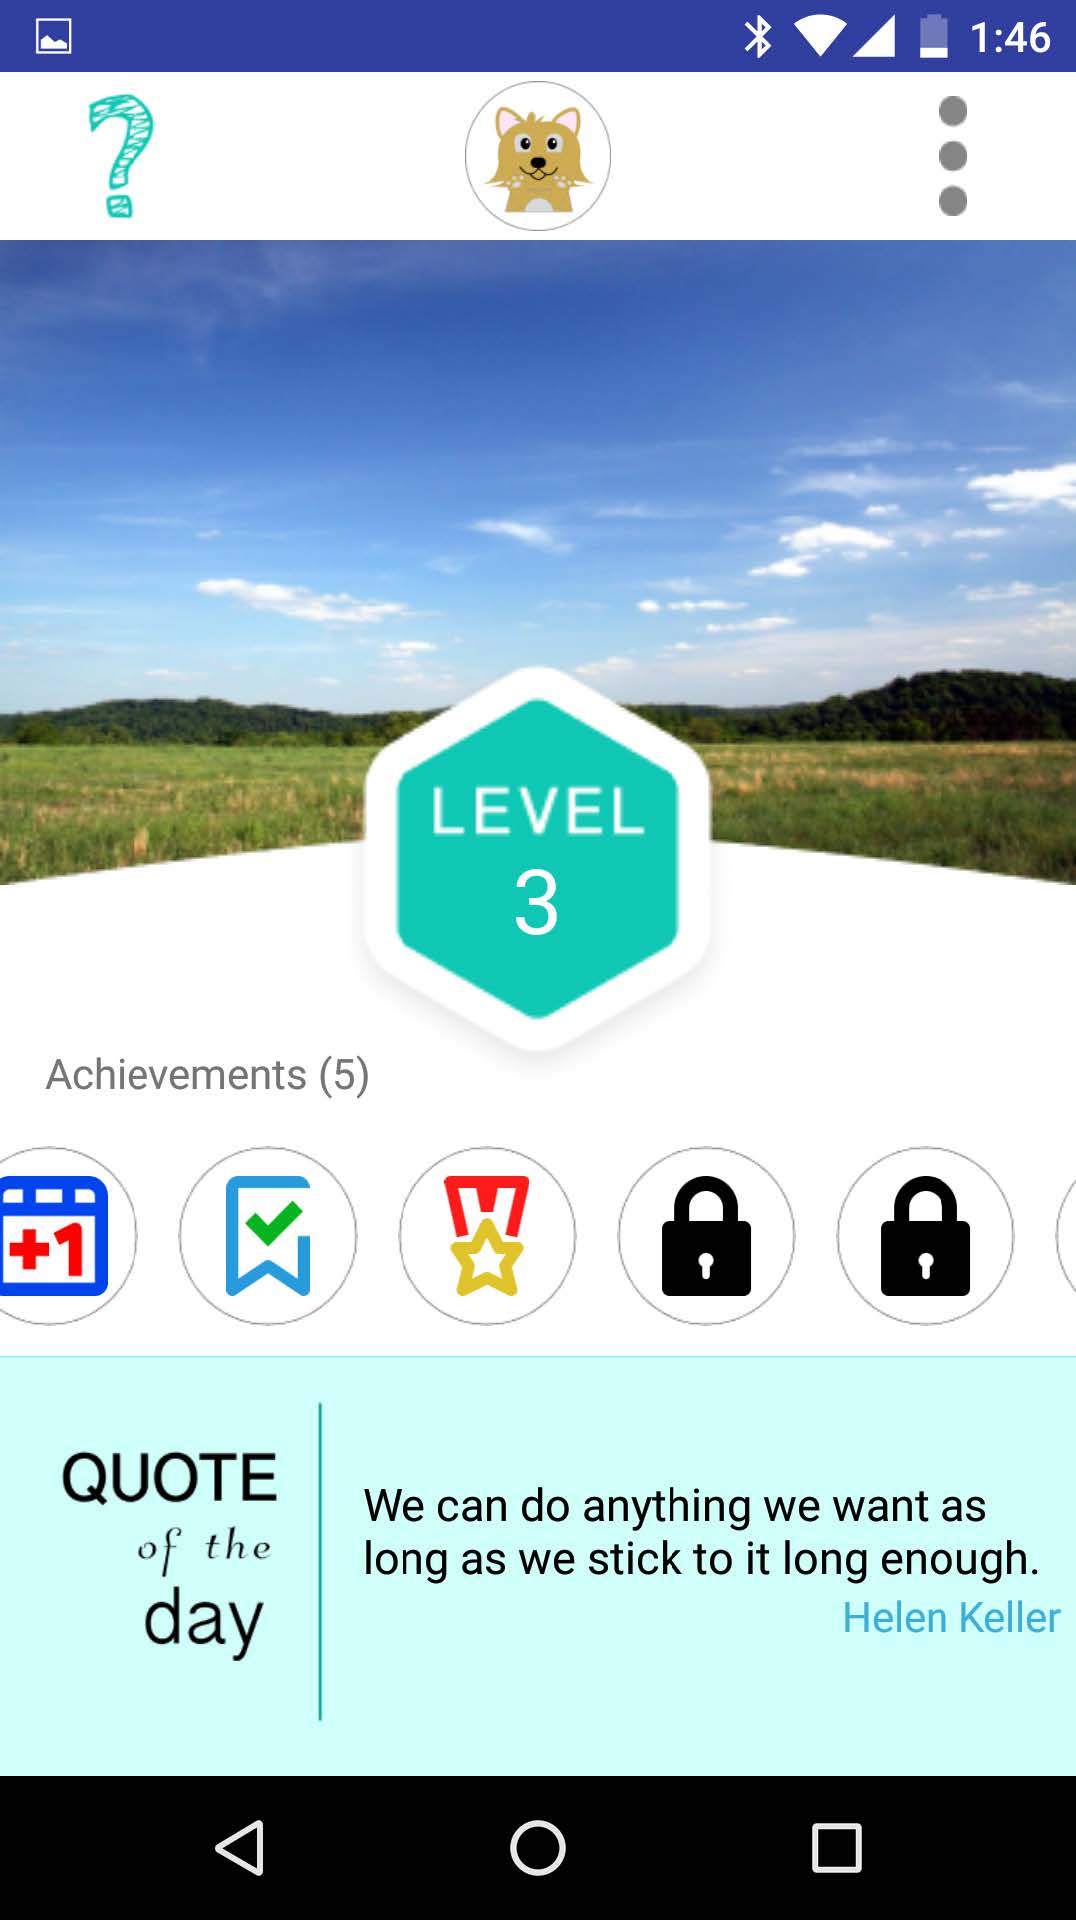 1:46
LEVEL
3
Achievements (5)
+1
QUOTE
of the
day
We can do anything we want as
long as we stick to it long enough.
Helen Keller